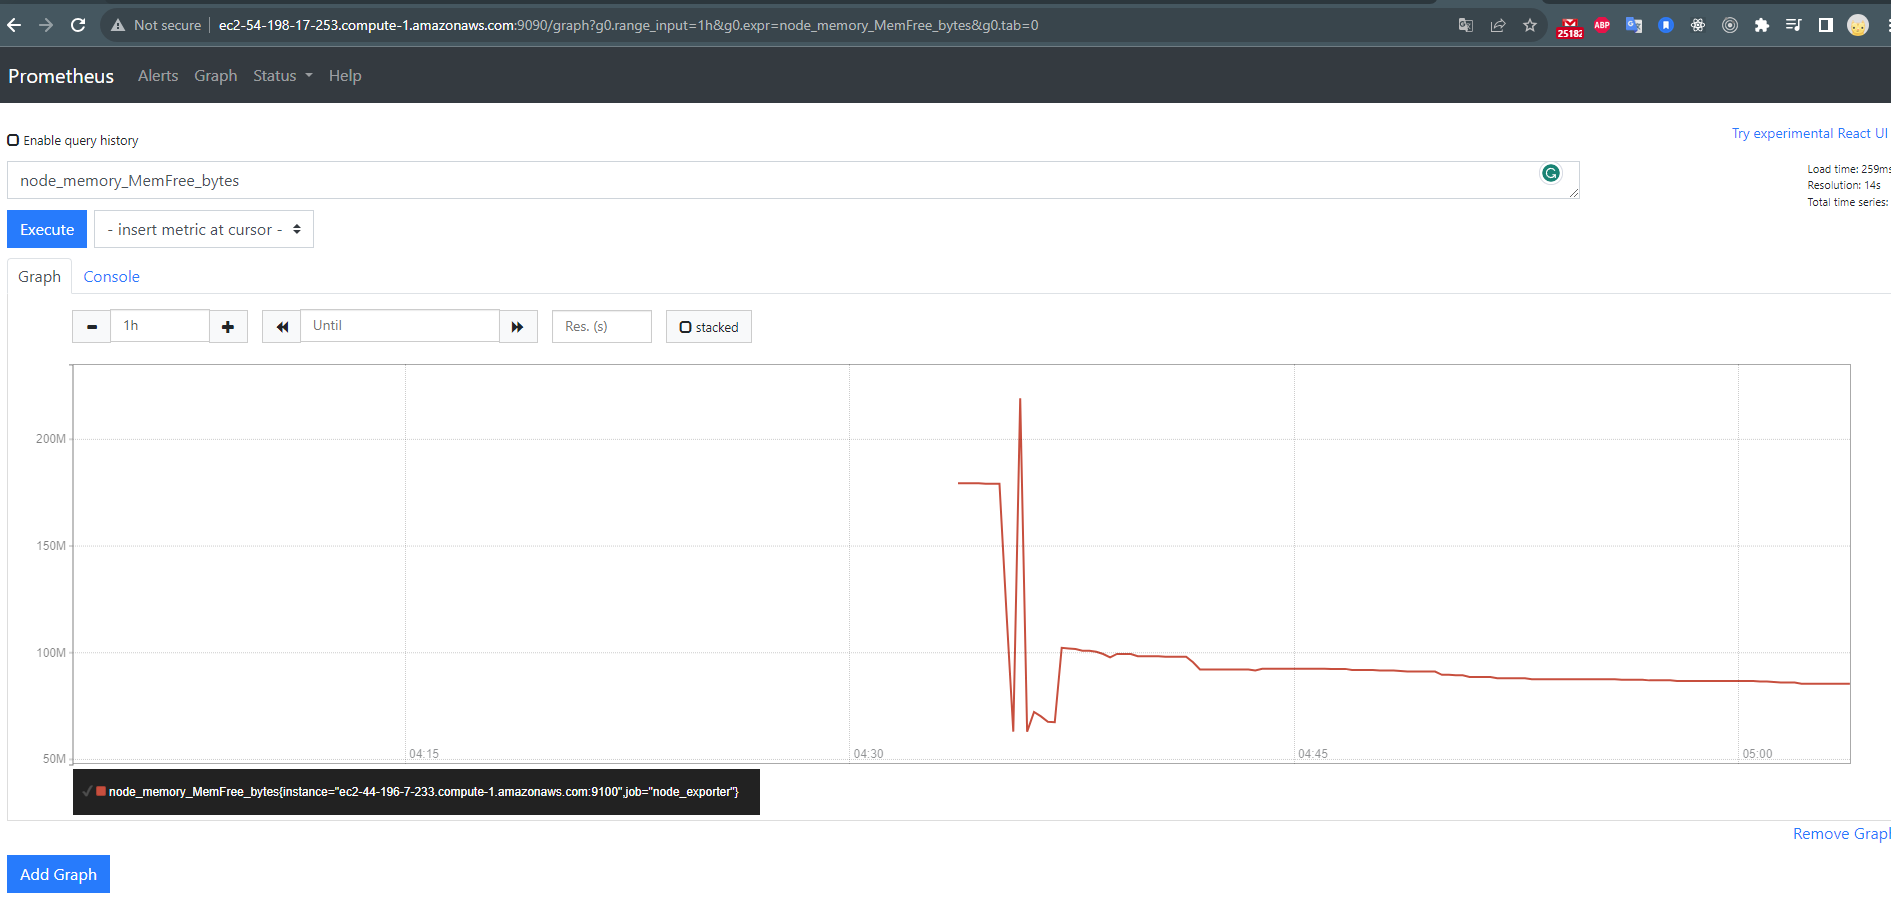 Not secure | ec2-54-198-17-253.compute-1.amazonaws.com:9090/graph?g0.range_input=1h&g0.expr=node_memory_MemFree_bytes&g0.tab=0
25182
ABP
Prometheus Alerts Graph Status Help
Enable query history
Try experimental React UI
node_memory_MemFree_bytes
Load time: 259ms
Resolution: 14s
Total time series:
Execute - insert metric at cursor -
Graph Console
1h Until Res. (s) stacked
200M
150M
100M
50M
04:15 04:30 04:45 05:00
node_memory_MemFree_bytes{instance="ec2-44-196-7-233.compute-1.amazonaws.com:9100",job="node_exporter"}
Remove Graph
Add Graph